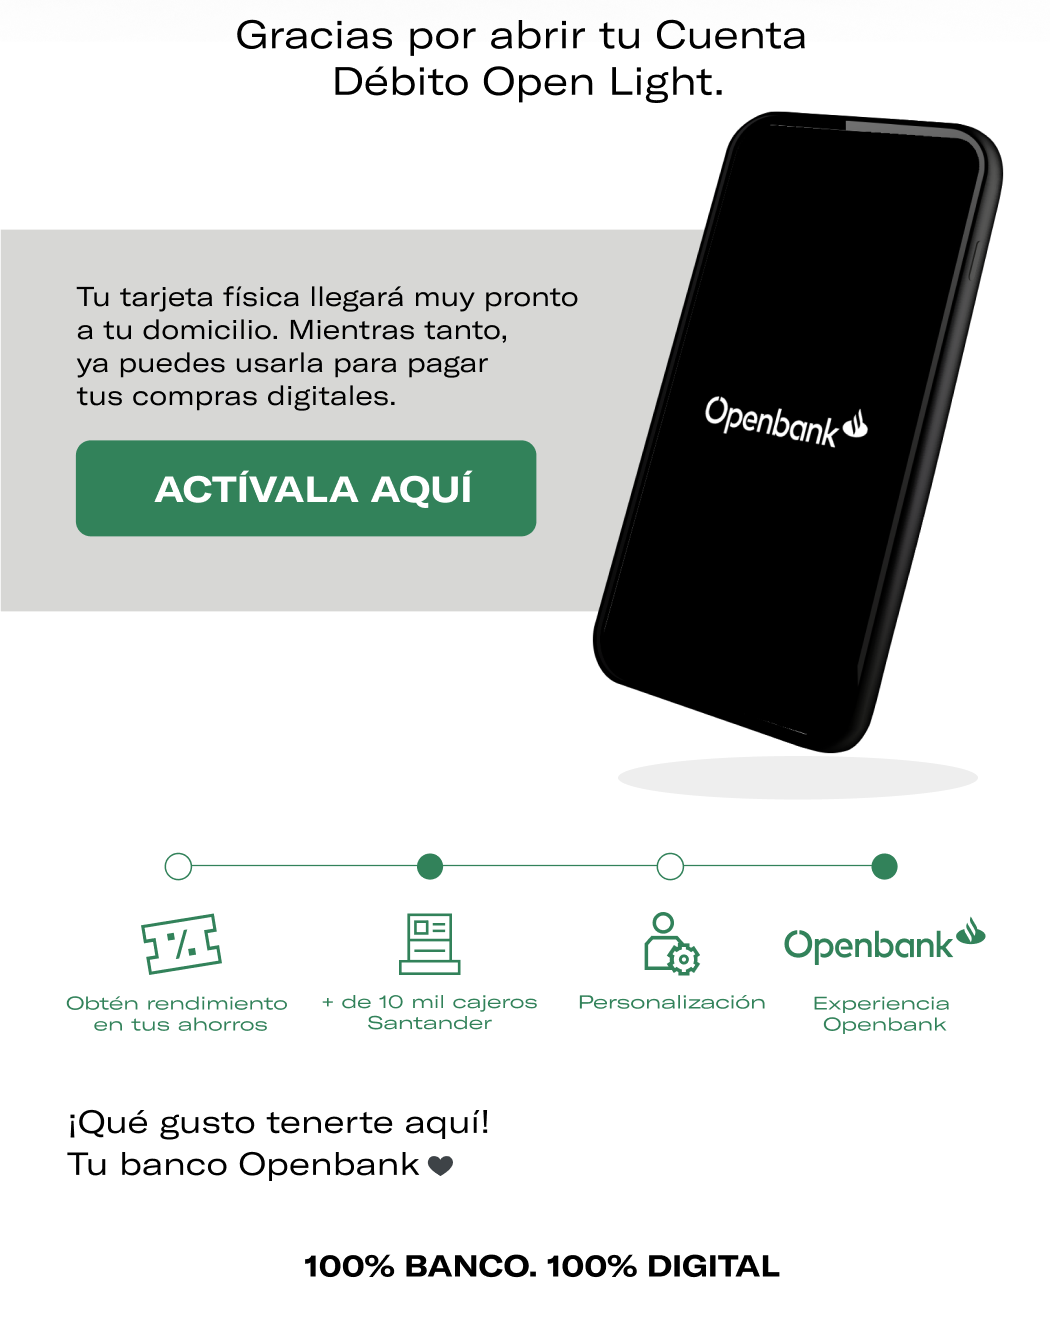 Gracias por abrir tu Cuenta
Débito Open Light.
Tu tarjeta física llegará muy pronto
a tu domicilio. Mientras tanto,
ya puedes usarla para pagar
tus compras digitales.
ACTÍVALA AQUÍ
Openbank
Openbank
Obtén rendimiento
en tus ahorros
+ de 10 mil cajeros
Santander
Personalización
Experiencia
Openbank
¡Qué gusto tenerte aquí!
Tu banco Openbank
100% BANCO. 100% DIGITAL